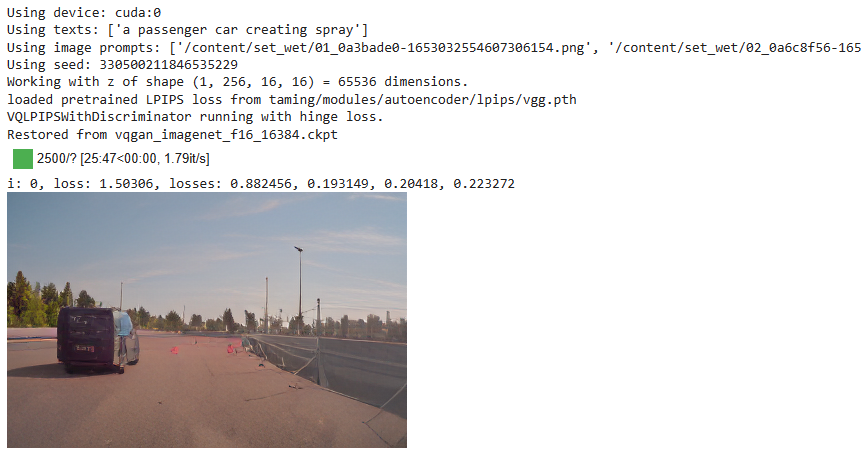 Using device: cuda:0
Using texts: ['a passenger car creating spray']
Using image prompts: ['/content/set_wet/01_0a3bade0-1653032554607306154.png', '/content/set_wet/02_0a6c8f56-165
Using seed: 330500211846535229
Working with z of shape (1, 256, 16, 16) = 65536 dimensions.
loaded pretrained LPIPS loss from taming/modules/autoencoder/lpips/vgg.pth
VQLPIPSWithDiscriminator running with hinge loss.
Restored from vqgan_imagenet_f16_16384.ckpt
2500/? [25:47<00:00, 1.79it/s]
i: 0, loss: 1.50306, losses: 0.882456, 0.193149, 0.20418, 0.223272